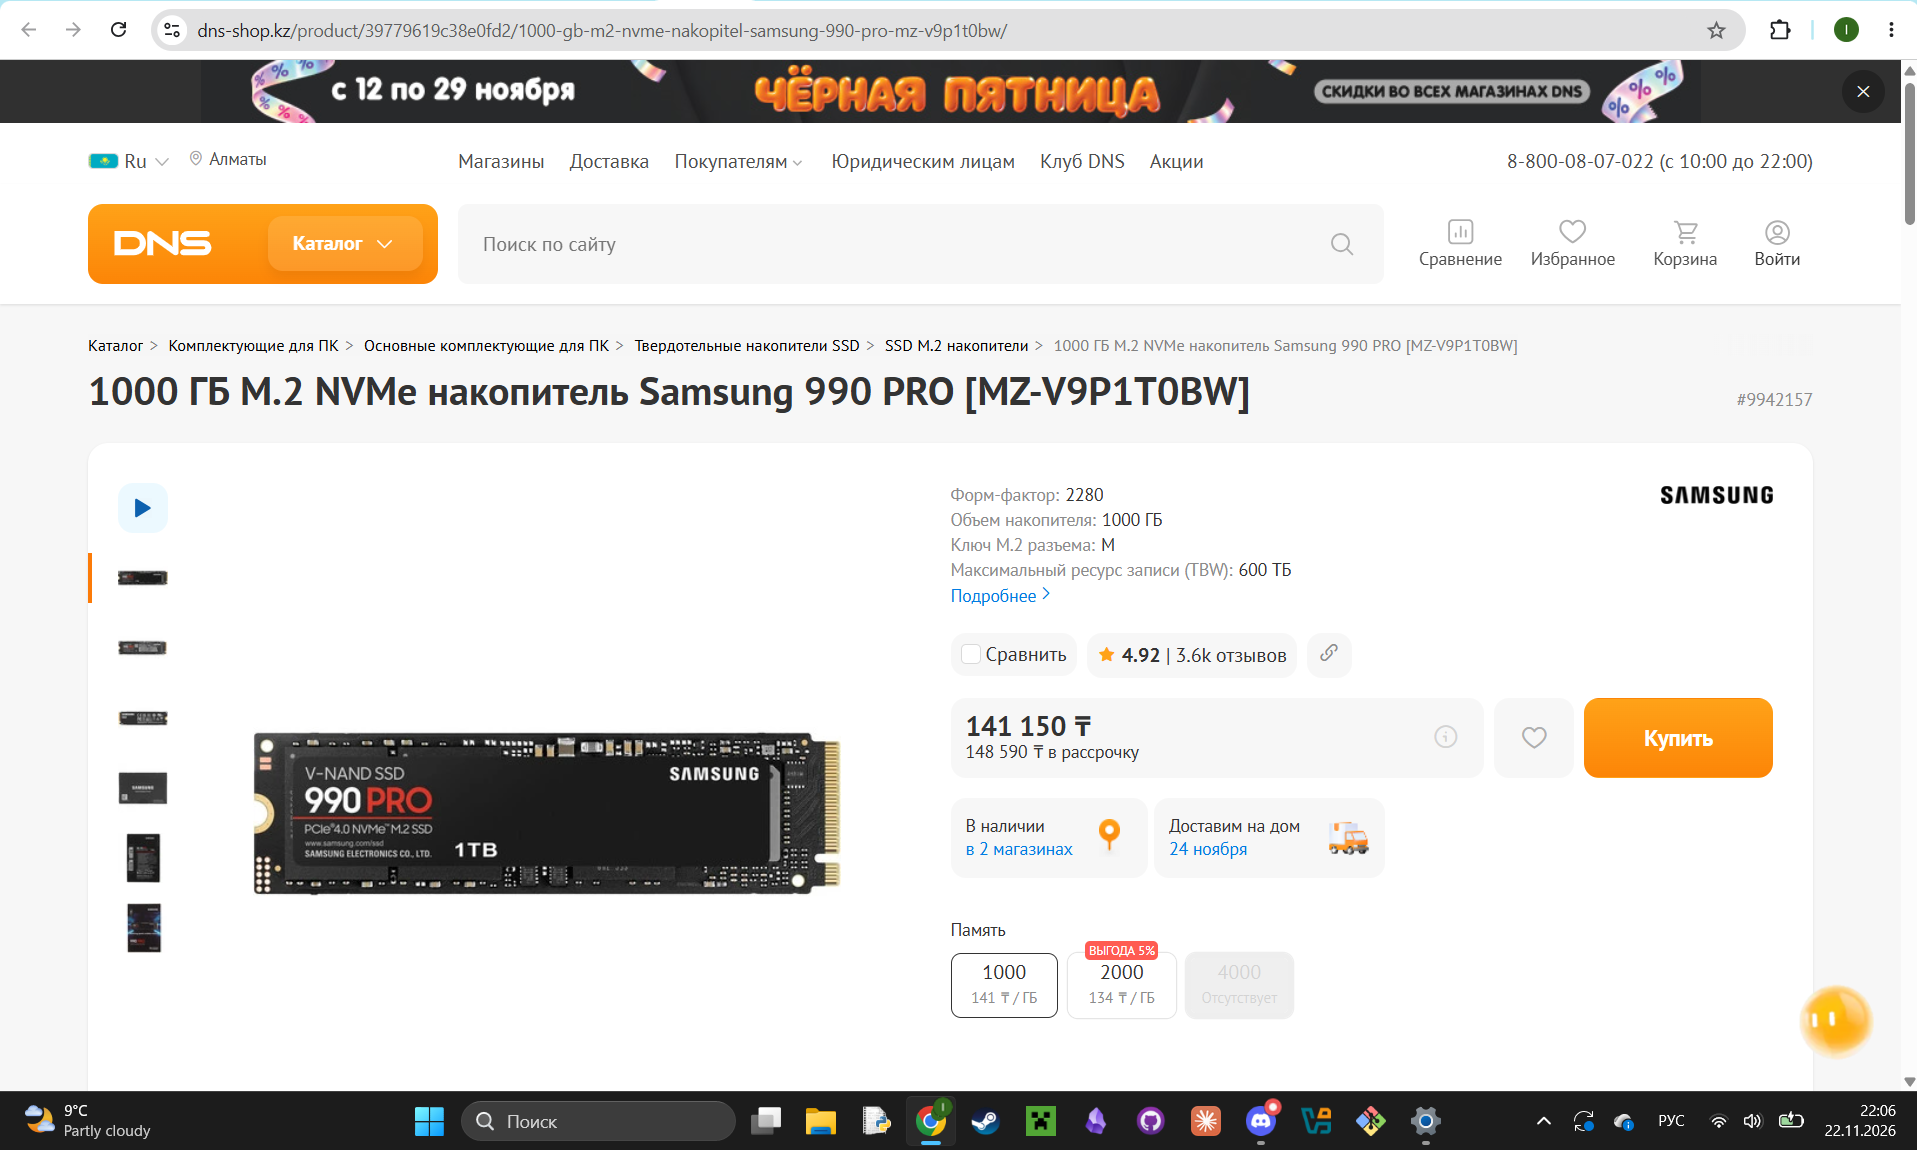 dns-shop.kz/product/39779619c38e0fd2/1000-gb-m2-nvme-nakopitel-samsung-990-pro-mz-v9p1t0bw/
I
с 12 по 29 ноября
ЧЁРНАЯ ПЯТНИЦА
СКИДКИ ВО ВСЕХ МАГАЗИНАХ DNS
Ru
Алматы
Магазины
Доставка
Покупателям
Юридическим лицам
Клуб DNS
Акции
8-800-08-07-022 (с 10:00 до 22:00)
DNS
Каталог
Поиск по сайту
Сравнение
Избранное
Корзина
Войти
Каталог > Комплектующие для ПК > Основные комплектующие для ПК > Твердотельные накопители SSD > SSD M.2 накопители > 1000 ГБ M.2 NVMe накопитель Samsung 990 PRO [MZ-V9P1T0BW]
1000 ГБ M.2 NVMe накопитель Samsung 990 PRO [MZ-V9P1T0BW]
#9942157
V-NAND SSD
990 PRO
PCIe®4.0 NVMe™ M.2 SSD
www.samsung.com/ssd
SAMSUNG ELECTRONICS CO., LTD.
1TB
SAMSUNG
Форм-фактор: 2280
Объем накопителя: 1000 ГБ
Ключ M.2 разъема: M
Максимальный ресурс записи (TBW): 600 ТБ
Подробнее >
SAMSUNG
Сравнить
4.92 | 3.6k отзывов
141 150 ₸
148 590 ₸ в рассрочку
Купить
В наличии
в 2 магазинах
Доставим на дом
24 ноября
Память
1000
141 ₸ / ГБ
ВЫГОДА 5%
2000
134 ₸ / ГБ
4000
Отсутствует
9°C
Partly cloudy
Поиск
РУС
22:06
22.11.2026